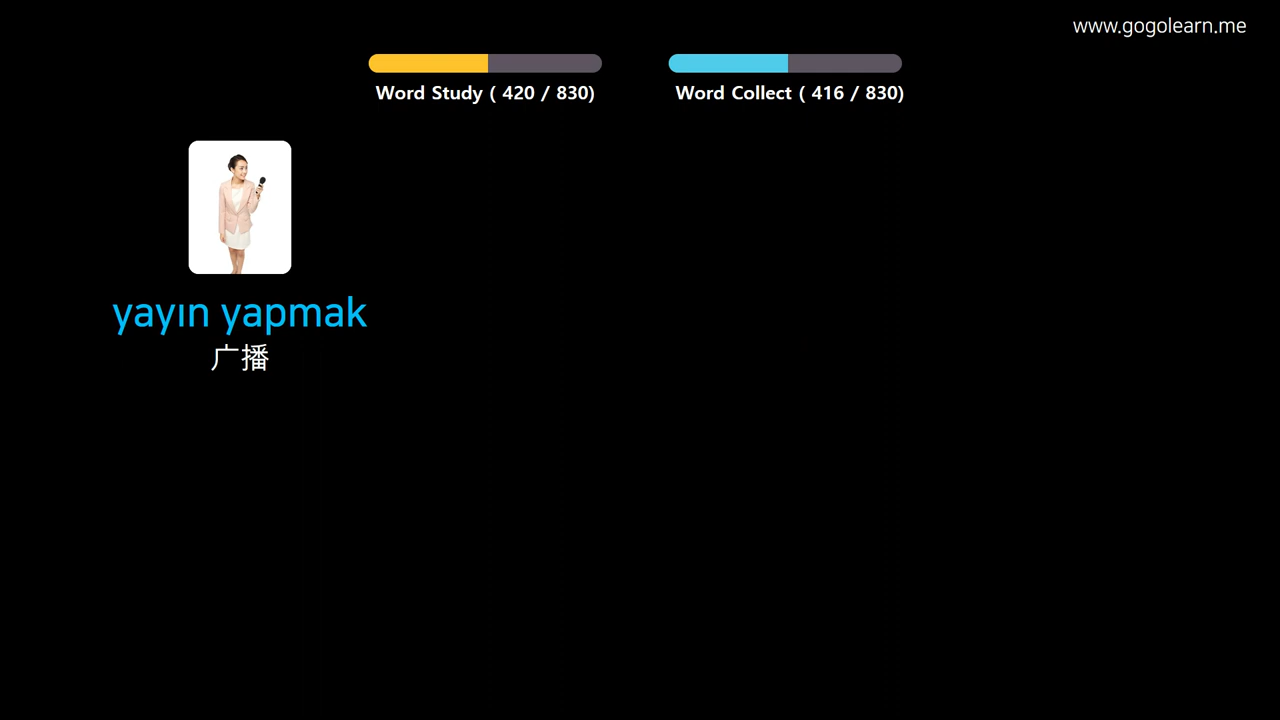 www.gogolearn.me
Word Study ( 420 / 830)
Word Collect ( 416 / 830)
yayın yapmak
广播